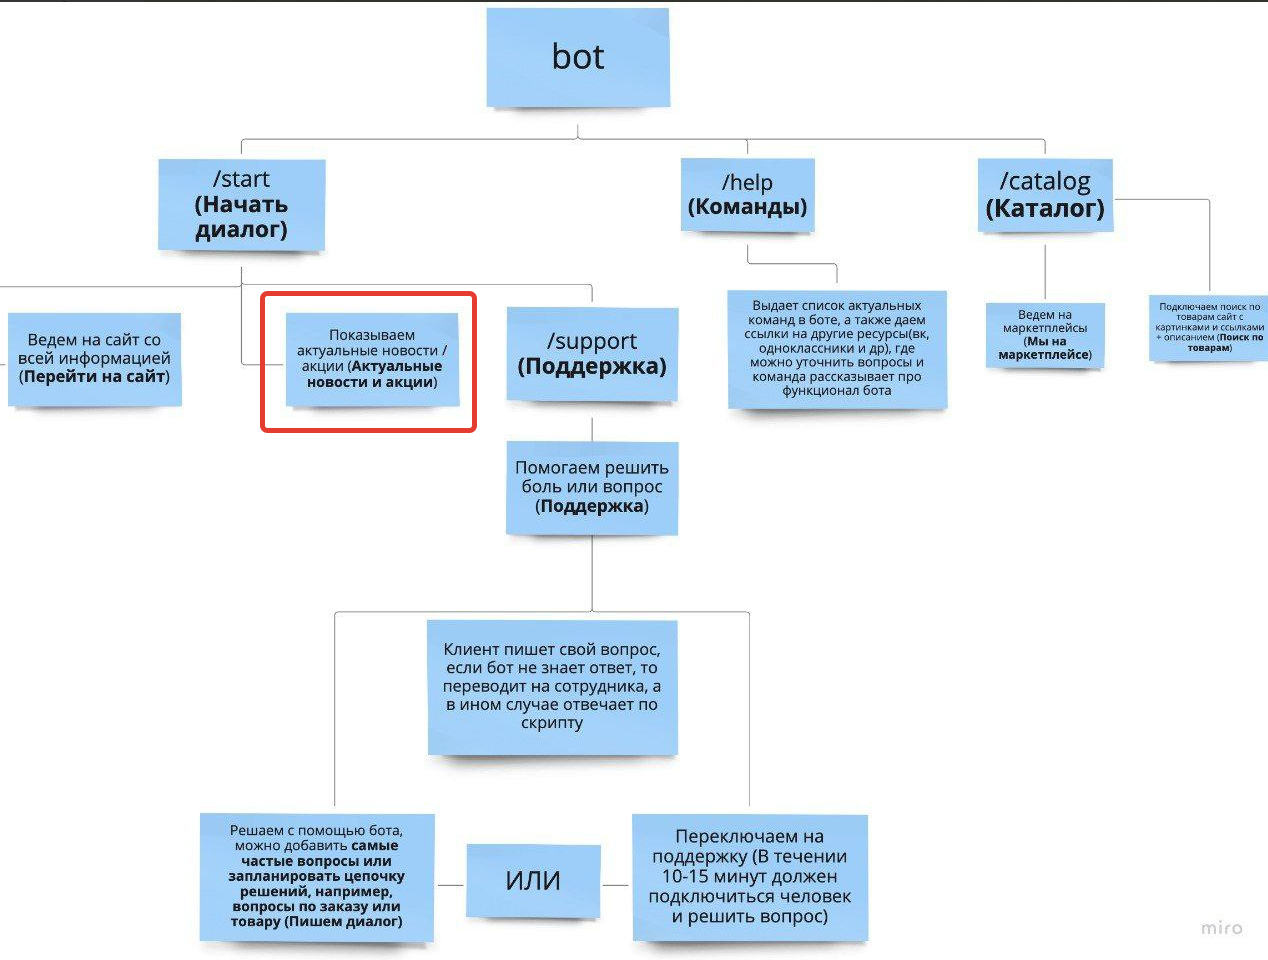 bot
/start
(Начать
диалог)
/help
(Команды)
/catalog
(Каталог)
Ведем на сайт со
всей информацией
(Перейти на сайт)
Показываем
актуальные новости /
акции (Актуальные
новости и акции)
/support
(Поддержка)
Выдает список актуальных
команд в боте, а также даем
ссылки на другие ресурсы(вк,
одноклассники и др), где
можно уточнить вопросы и
команда рассказывает про
функционал бота
Ведем на
маркетплейсы
(Мы на
маркетплейсе)
Подключаем поиск по
товарам сайт с
картинками и ссылками
+ описанием (Поиск по
товарам)
Помогаем решить
боль или вопрос
(Поддержка)
Клиент пишет свой вопрос,
если бот не знает ответ, то
переводит на сотрудника, а
в ином случае отвечает по
скрипту
Решаем с помощью бота,
можно добавить самые
частые вопросы или
запланировать цепочку
решений, например,
вопросы по заказу или
товару (Пишем диалог)
ИЛИ
Переключаем на
поддержку (В течении
10-15 минут должен
подключиться человек
и решить вопрос)
miro